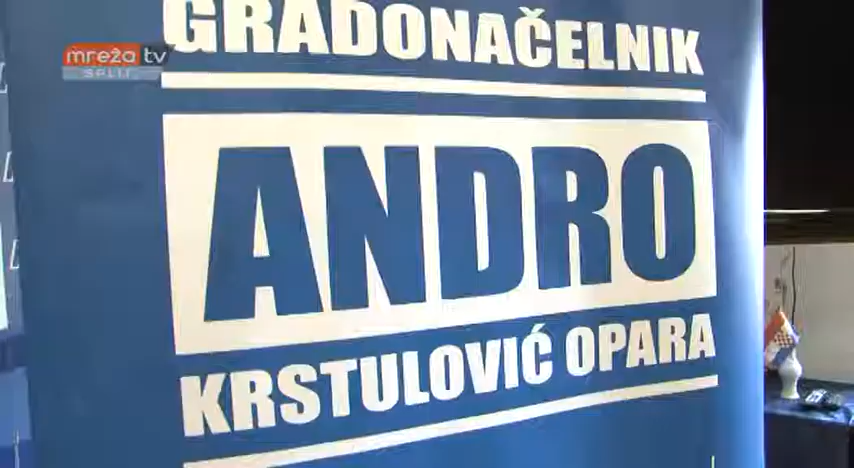 GRADONAČELNIK
mreža tv
SPLIT
ANDRO
KRSTULOVIĆ OPARA